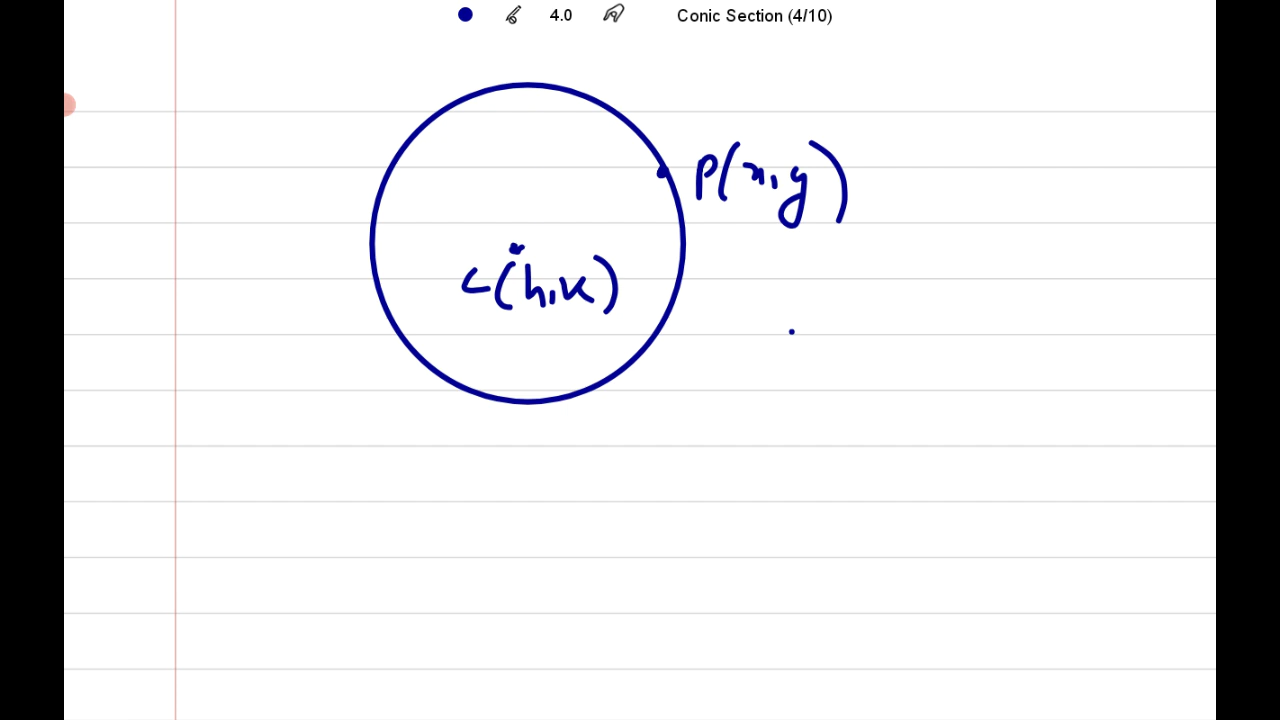 4.0 Conic Section (4/10)
P(x,y)
C(h,k)